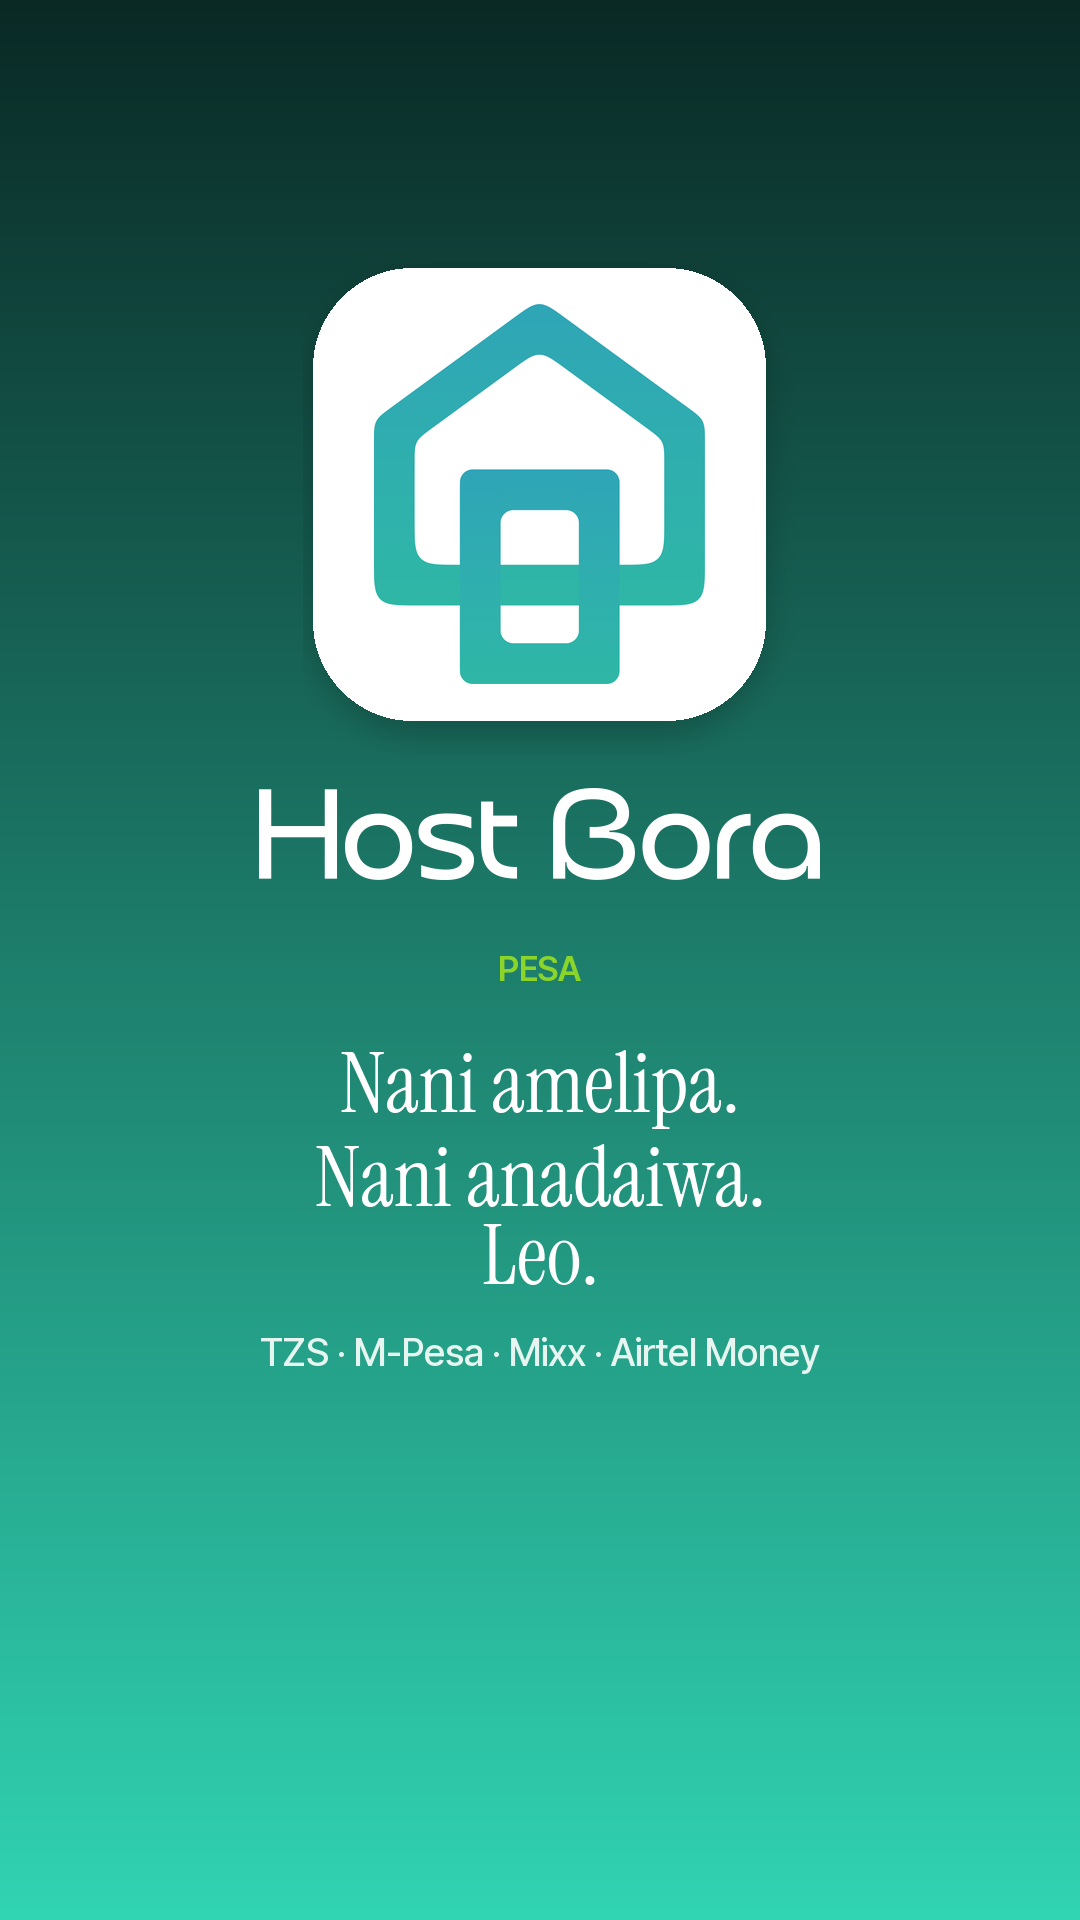 Host Bora
PESA
Nani amelipa.
Nani anadaiwa.
Leo.
TZS · M-Pesa · Mixx · Airtel Money